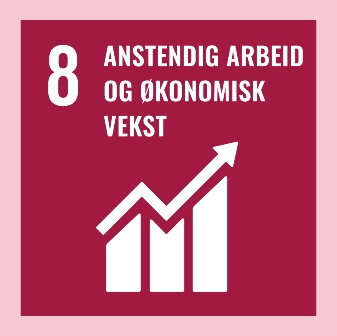 8
ANSTENDIG ARBEID
OG ØKONOMISK
VEKST